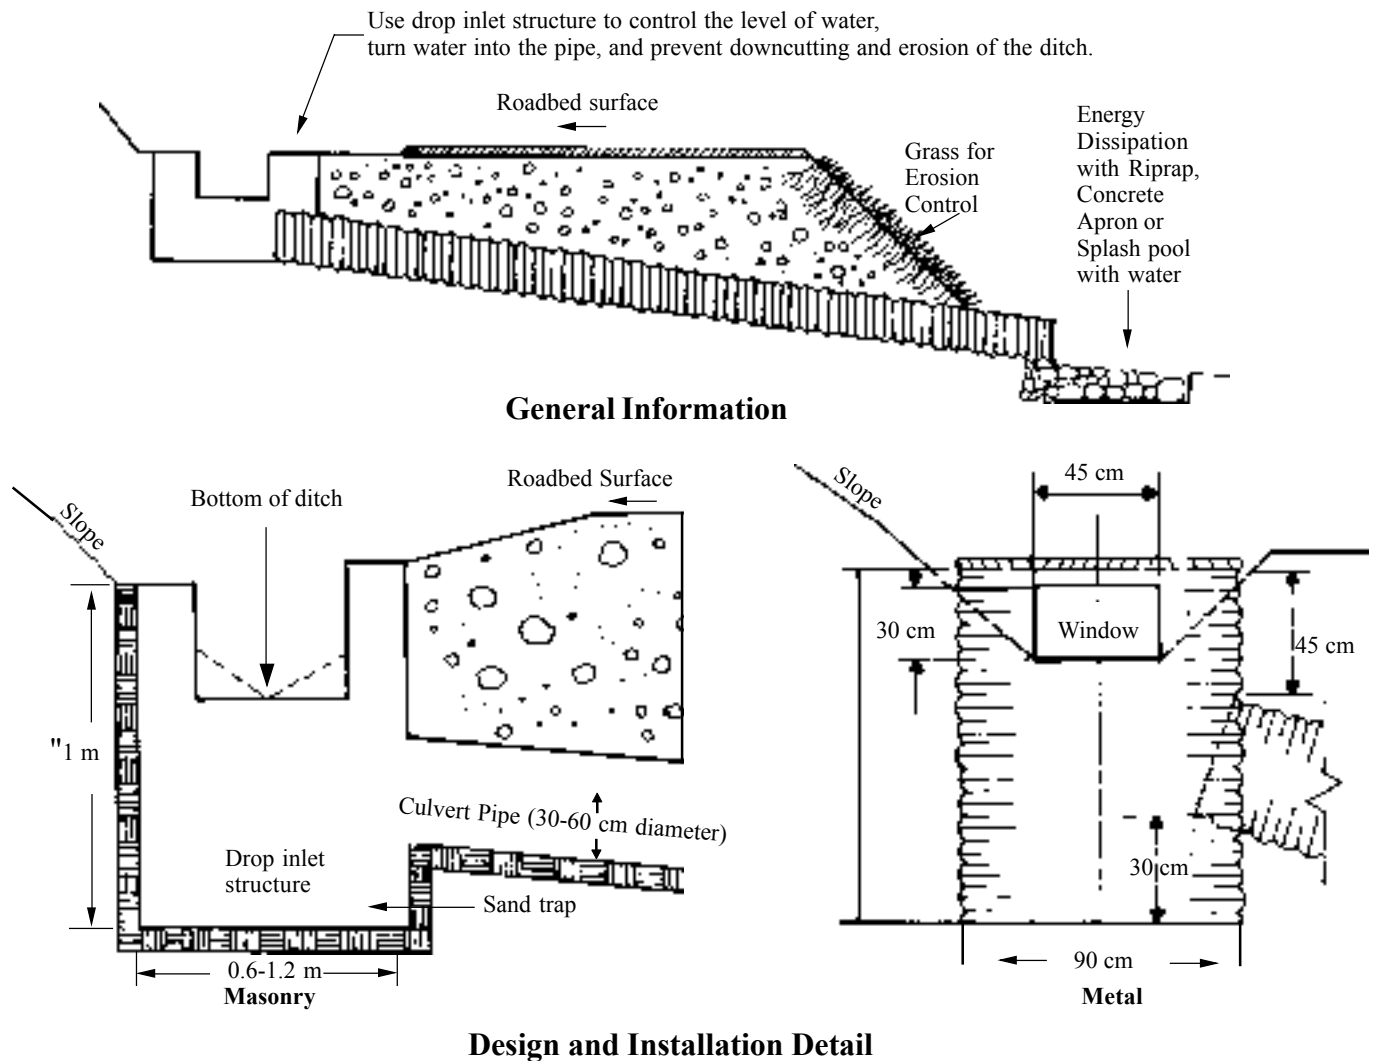 Use drop inlet structure to control the level of water,
turn water into the pipe, and prevent downcutting and erosion of the ditch.
Roadbed surface
Grass for
Erosion
Control
Energy
Dissipation
with Riprap,
Concrete
Apron or
Splash pool
with water
General Information
Slope
Bottom of ditch
Roadbed Surface
"1 m
Culvert Pipe (30-60 cm diameter)
Drop inlet
structure
Sand trap
0.6-1.2 m
Masonry
Slope
45 cm
30 cm
Window
45 cm
30 cm
90 cm
Metal
Design and Installation Detail